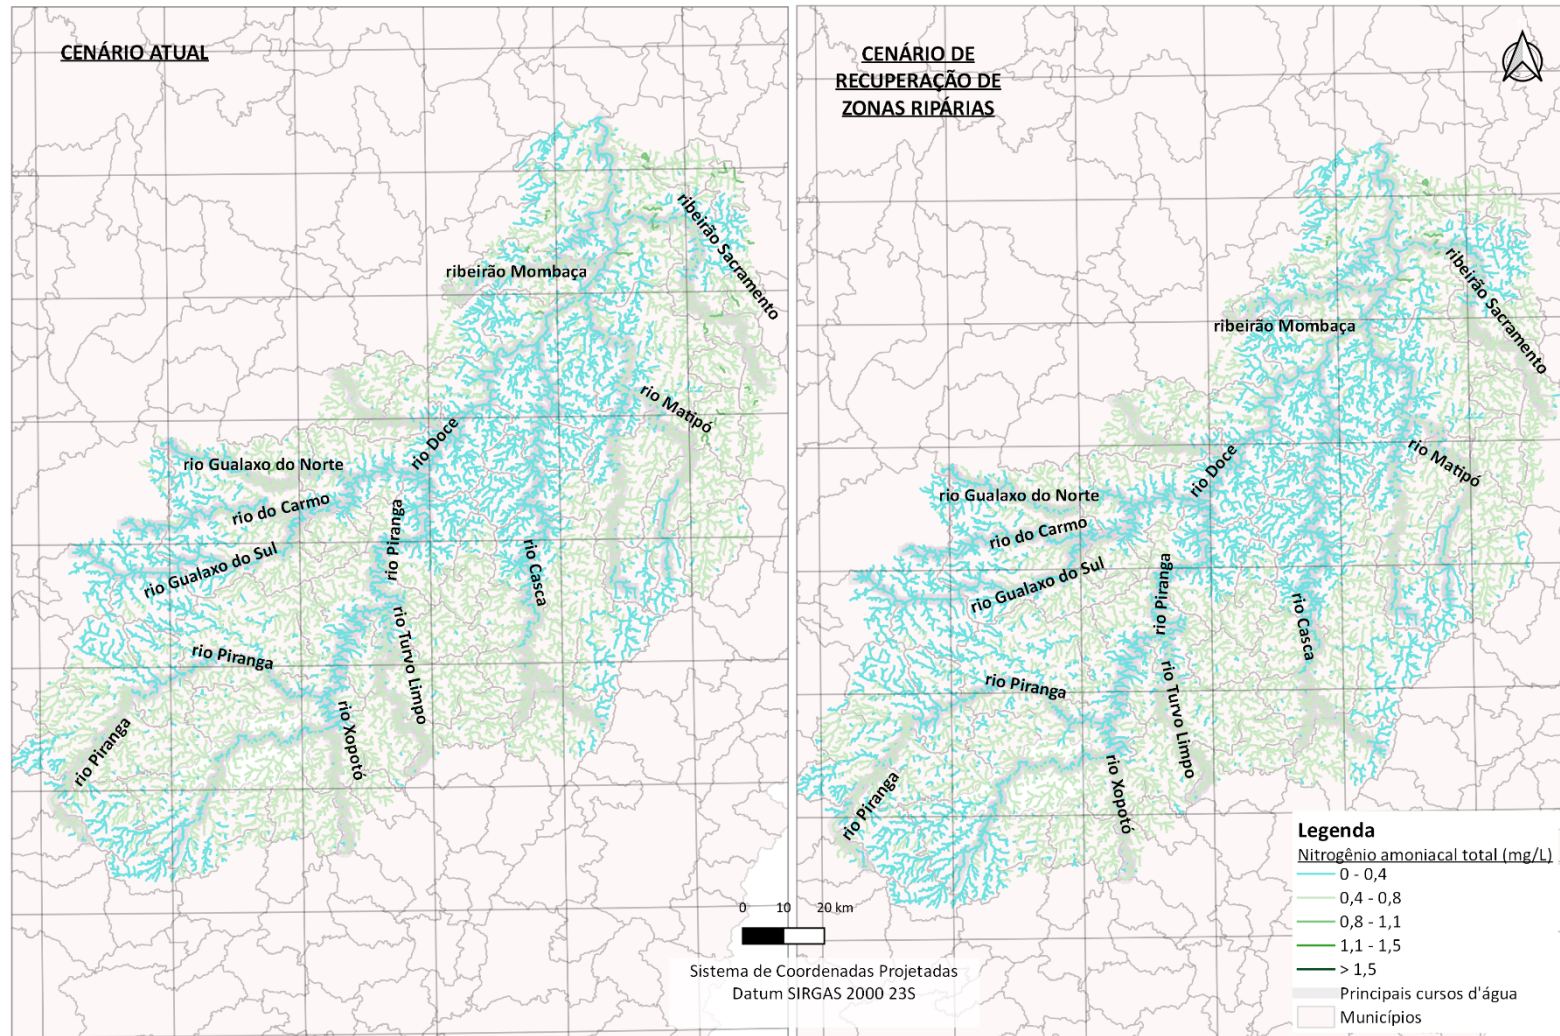 CENÁRIO ATUAL
ribeirão Sacramento
ribeirão Mombaça
rio Matipó
rio Doce
rio Gualaxo do Norte
rio do Carmo
rio Piranga
rio Gualaxo do Sul
rio Casca
rio Turvo Limpo
rio Piranga
rio Xopotó
rio Piranga
CENÁRIO DE
RECUPERAÇÃO DE
ZONAS RIPÁRIAS
ribeirão Sacramento
ribeirão Mombaça
rio Matipó
rio Doce
rio Gualaxo do Norte
rio do Carmo
rio Piranga
rio Gualaxo do Sul
rio Casca
rio Turvo Limpo
rio Piranga
rio Xopotó
rio Piranga
0 10 20 km
Sistema de Coordenadas Projetadas
Datum SIRGAS 2000 23S
Legenda
Nitrogênio amoniacal total (mg/L)
0 - 0,4
0,4 - 0,8
0,8 - 1,1
1,1 - 1,5
> 1,5
Principais cursos d'água
Municípios